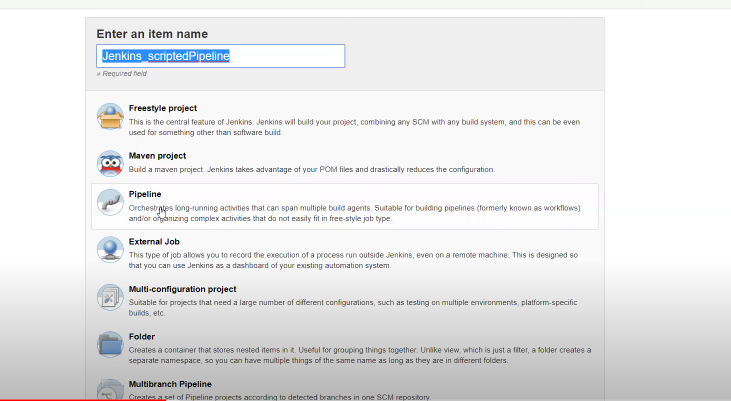 Enter an item name
Jenkins_scriptedPipeline
» Required field
Freestyle project
This is the central feature of Jenkins. Jenkins will build your project, combining any SCM with any build system, and this can be even
used for something other than software build.
Maven project
Build a maven project. Jenkins takes advantage of your POM files and drastically reduces the configuration.
Pipeline
Orchestrates long-running activities that can span multiple build agents. Suitable for building pipelines (formerly known as workflows)
and/or organizing complex activities that do not easily fit in free-style job type.
External Job
This type of job allows you to record the execution of a process run outside Jenkins, even on a remote machine. This is designed so
that you can use Jenkins as a dashboard of your existing automation system.
Multi-configuration project
Suitable for projects that need a large number of different configurations, such as testing on multiple environments, platform-specific
builds, etc.
Folder
Creates a container that stores nested items in it. Useful for grouping things together. Unlike view, which is just a filter, a folder creates a
separate namespace, so you can have multiple things of the same name as long as they are in different folders.
Multibranch Pipeline
Creates a set of Pipeline projects according to detected branches in one SCM repository